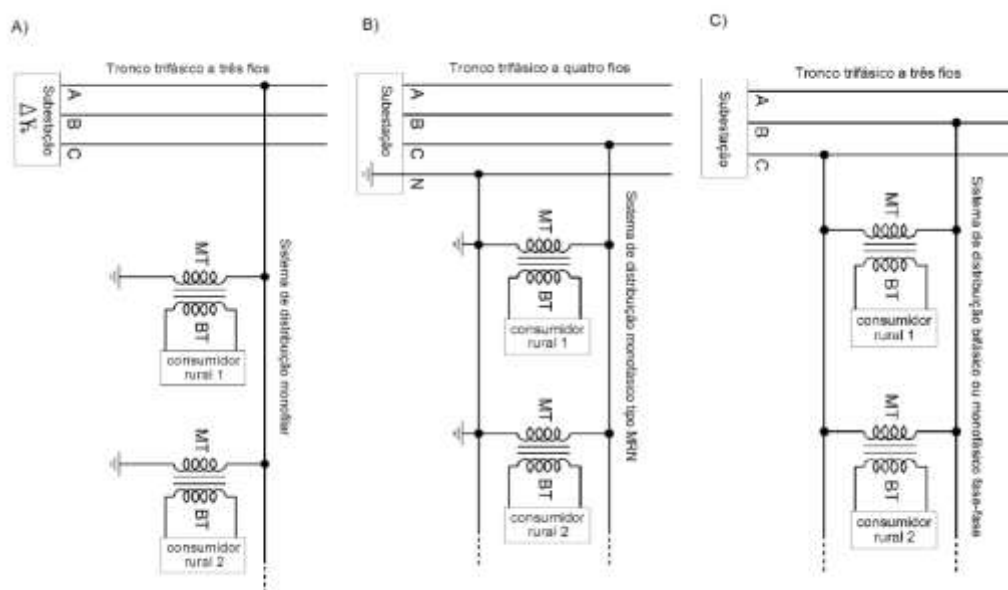 A)
Tronco trifásico a três fios
Subestação
A
B
C
Sistema de distribuição monofilar
MT
BT
consumidor
rural 1
MT
BT
consumidor
rural 2
B)
Tronco trifásico a quatro fios
Subestação
A
B
C
N
Sistema de distribuição monofásico tipo MRN
MT
BT
consumidor
rural 1
MT
BT
consumidor
rural 2
C)
Tronco trifásico a três fios
Subestação
A
B
C
Sistema de distribuição bifásico ou monofásico fase-fase
MT
BT
consumidor
rural 1
MT
BT
consumidor
rural 2